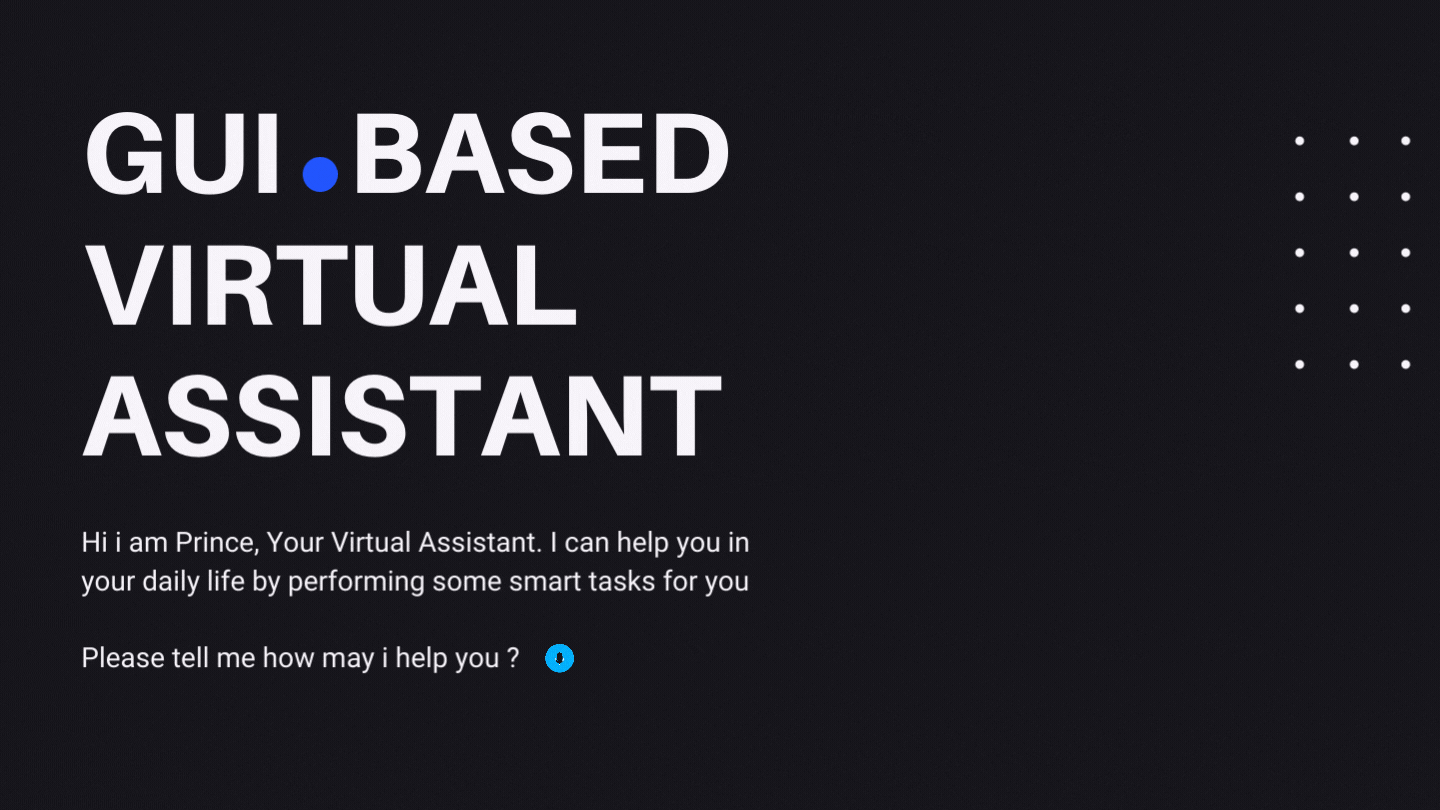 GUI.BASED
VIRTUAL
ASSISTANT
Hi i am Prince, Your Virtual Assistant. I can help you in
your daily life by performing some smart tasks for you
Please tell me how may i help you ?